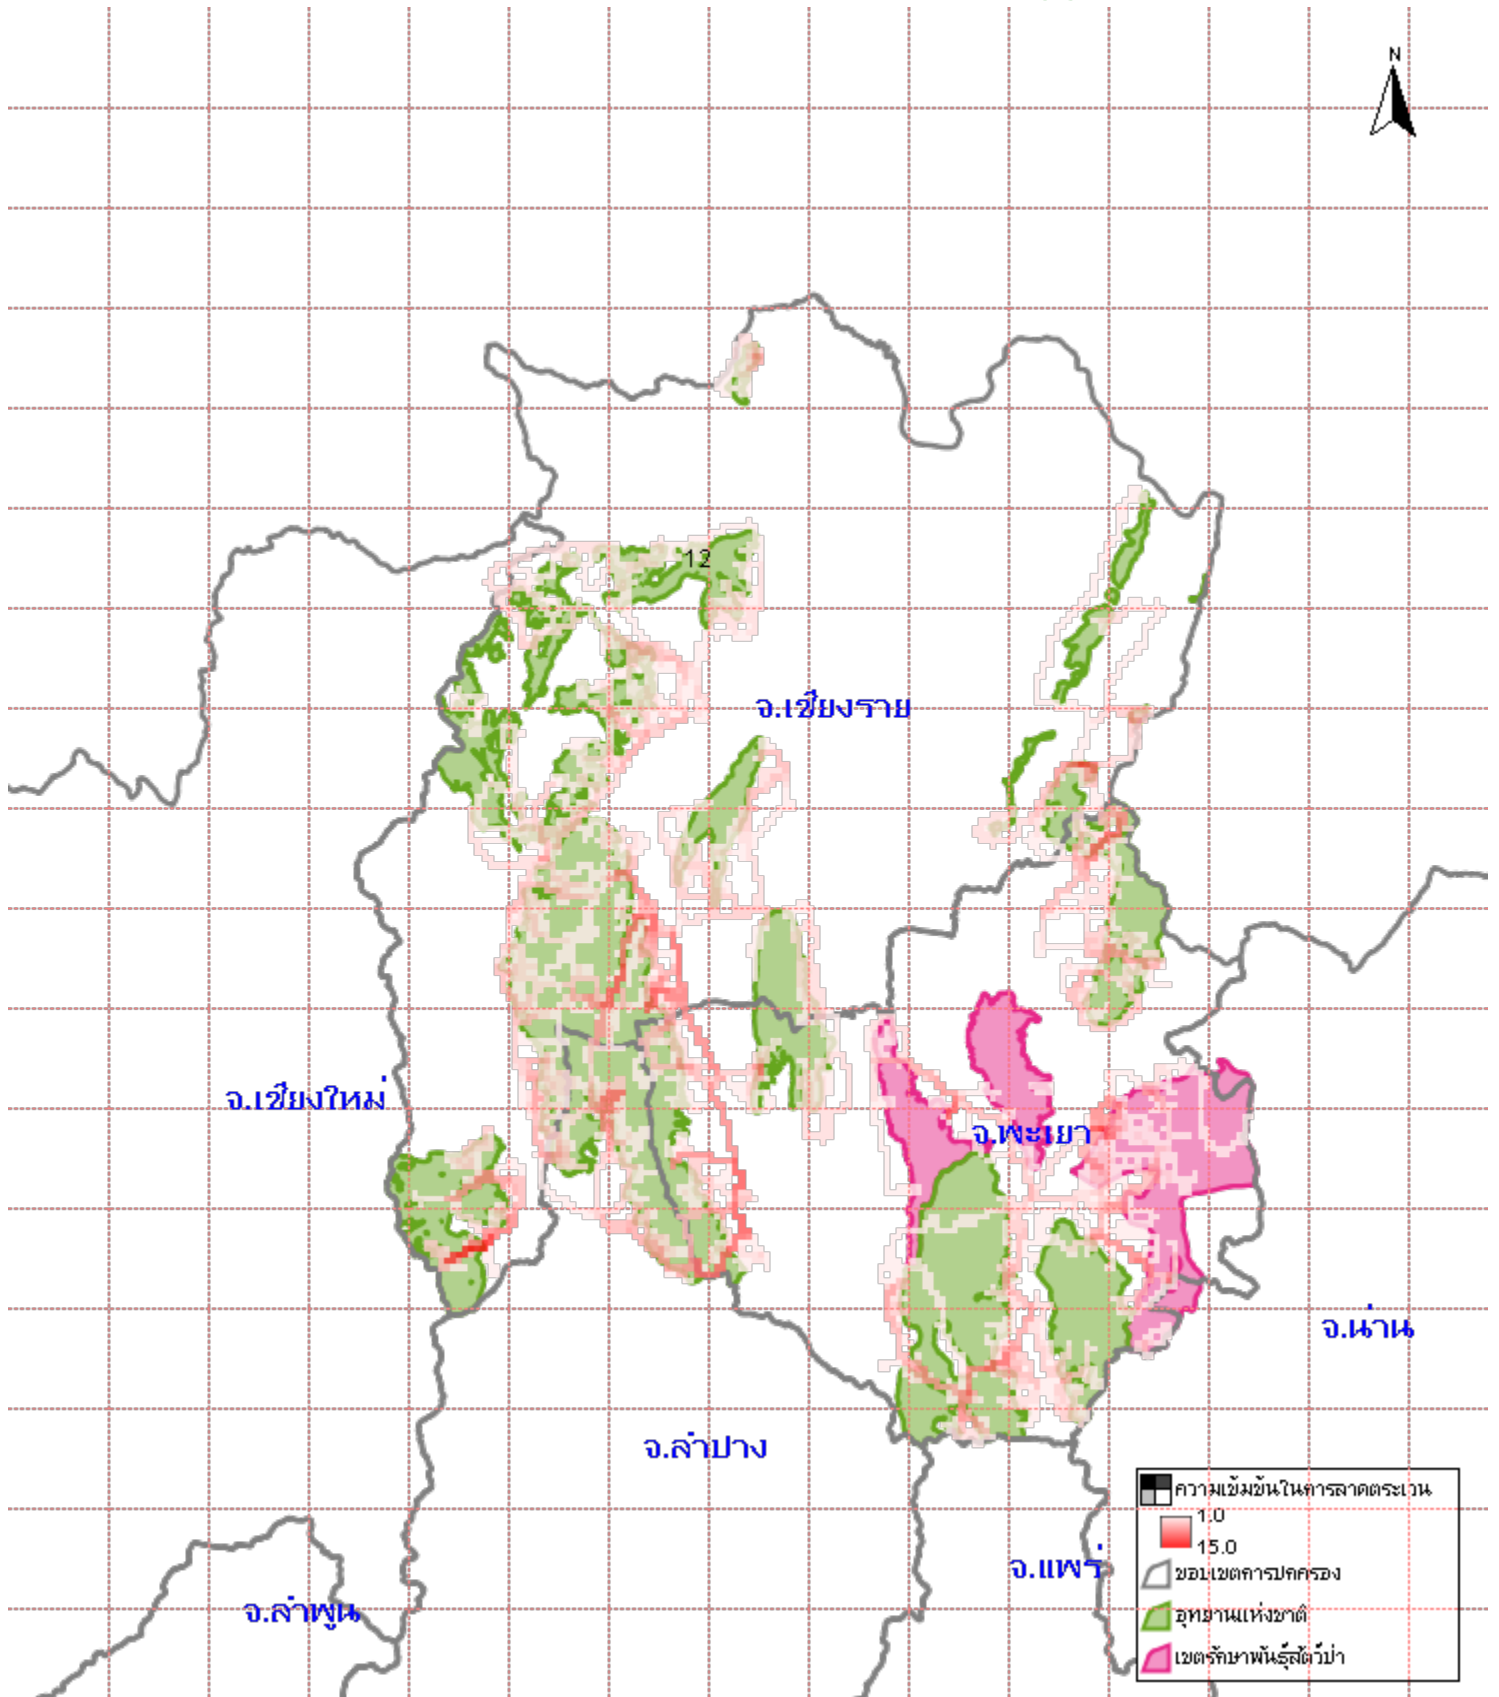 N
12
จ.เชียงราย
จ.เชียงใหม่
จ.พะเยา
จ.น่าน
จ.ลำปาง
จ.แพร่
จ.ลำพูน
ความเข้มข้นในการลาดตระเวน
1.0
15.0
ขอบเขตการปกครอง
อุทยานแห่งชาติ
เขตรักษาพันธุ์สัตว์ป่า